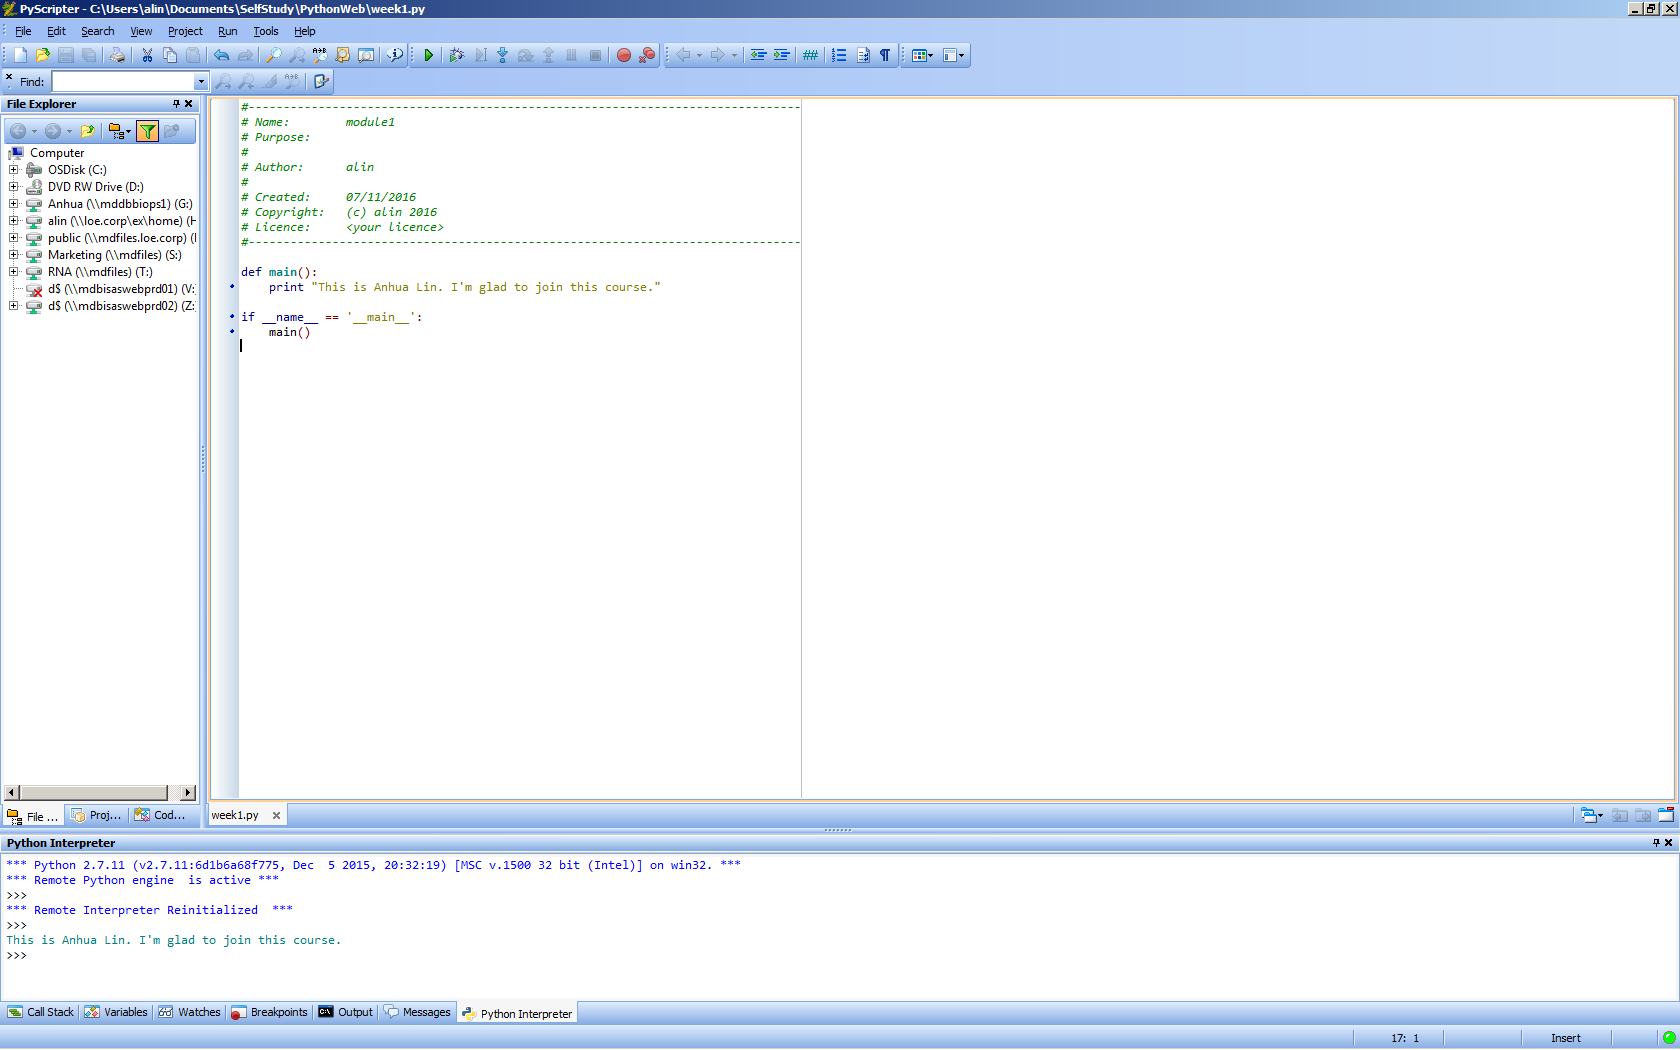 PyScripter - C:\Users\alin\Documents\SelfStudy\PythonWeb\week1.py
File Edit Search View Project Run Tools Help
Find:
File Explorer
Computer
OSDisk (C:)
DVD RW Drive (D:)
Anhua (\\mddbbiops1) (G:)
alin (\\loe.corp\ex\home) (H
public (\\mdfiles.loe.corp) (
Marketing (\\mdfiles) (S:)
RNA (\\mdfiles) (T:)
d$ (\\mdbisaswebprd01) (V:
d$ (\\mdbisaswebprd02) (Z:
File ... Proj... Cod...
#-------------------------------------------------------------------------------
# Name:        module1
# Purpose:
#
# Author:      alin
#
# Created:     07/11/2016
# Copyright:   (c) alin 2016
# Licence:     <your licence>
#-------------------------------------------------------------------------------
def main():
    print "This is Anhua Lin. I'm glad to join this course."
if __name__ == '__main__':
    main()
week1.py
Python Interpreter
*** Python 2.7.11 (v2.7.11:6d1b6a68f775, Dec  5 2015, 20:32:19) [MSC v.1500 32 bit (Intel)] on win32. ***
*** Remote Python engine  is active ***
>>>
*** Remote Interpreter Reinitialized  ***
>>>
This is Anhua Lin. I'm glad to join this course.
>>>
Call Stack Variables Watches Breakpoints Output Messages Python Interpreter
17: 1 Insert